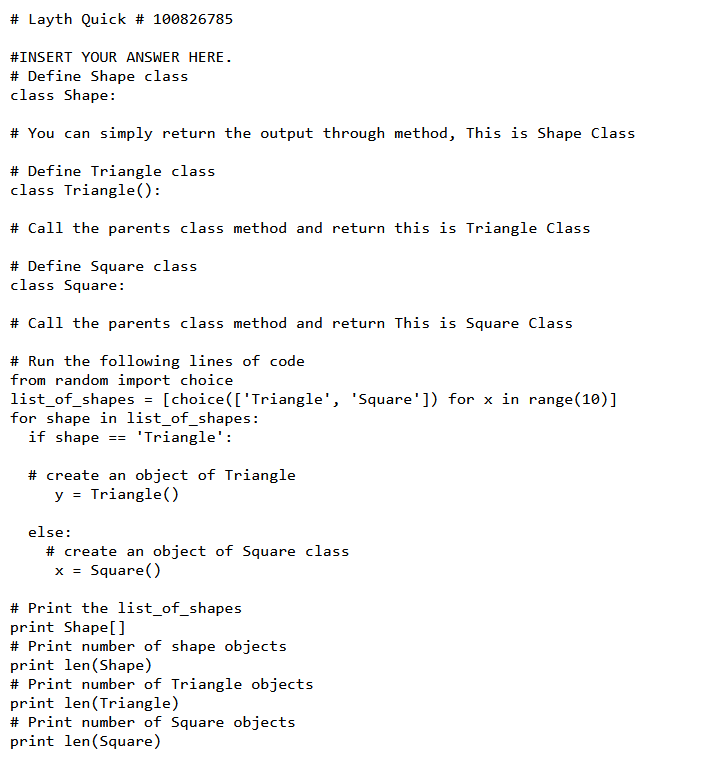 # Layth Quick # 100826785
#INSERT YOUR ANSWER HERE.
# Define Shape class
class Shape:
# You can simply return the output through method, This is Shape Class
# Define Triangle class
class Triangle():
# Call the parents class method and return this is Triangle Class
# Define Square class
class Square:
# Call the parents class method and return This is Square Class
# Run the following lines of code
from random import choice
list_of_shapes = [choice(['Triangle', 'Square']) for x in range(10)]
for shape in list_of_shapes:
  if shape == 'Triangle':
  # create an object of Triangle
     y = Triangle()
  else:
    # create an object of Square class
     x = Square()
# Print the list_of_shapes
print Shape[]
# Print number of shape objects
print len(Shape)
# Print number of Triangle objects
print len(Triangle)
# Print number of Square objects
print len(Square)